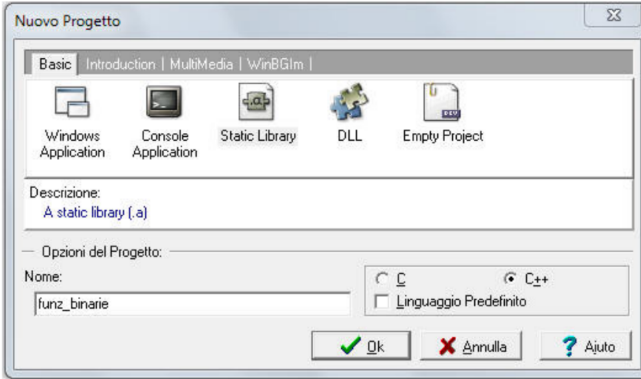 Nuovo Progetto
Basic Introduction | MultiMedia | WinBGIm |
Windows Application
Console Application
Static Library
DLL
Empty Project
Descrizione:
A static library (.a)
Opzioni del Progetto:
Nome:
funz_binarie
C
C++
Linguaggio Predefinito
Ok
Annulla
Aiuto